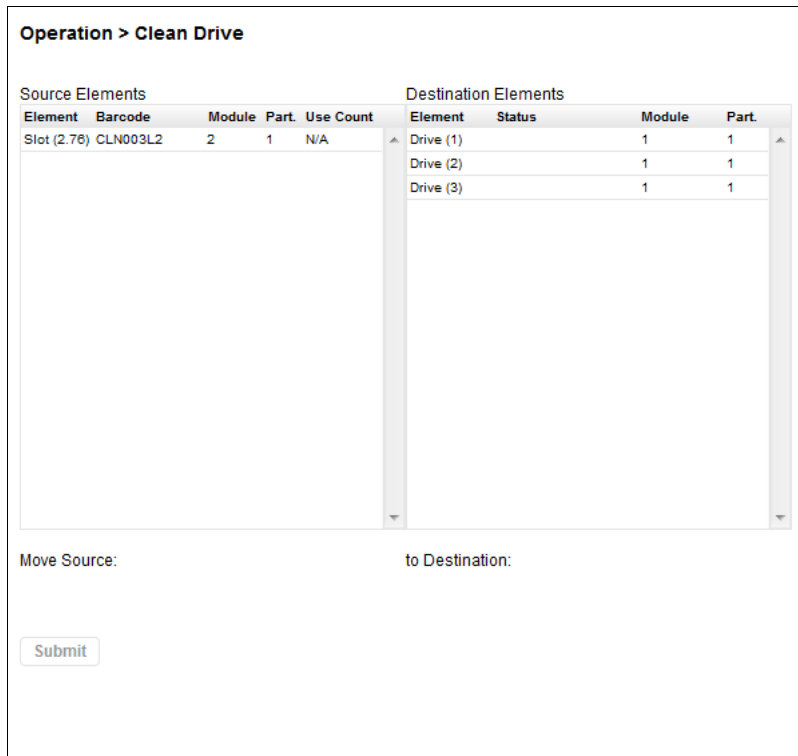 Operation > Clean Drive
Source Elements
Element Barcode Module Part. Use Count
Slot (2.76) CLN003L2 2 1 N/A
Destination Elements
Element Status Module Part.
Drive (1) 1 1
Drive (2) 1 1
Drive (3) 1 1
Move Source:
to Destination:
Submit